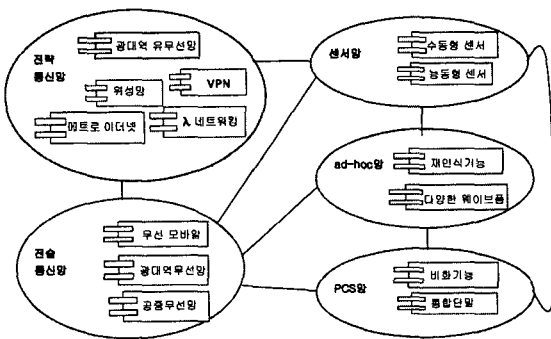 전략
통신망
광대역 유무선망
위성망
VPN
메트로 이더넷
λ 네트워킹
센서망
수동형 센서
능동형 센서
ad-hoc망
재인식기능
다양한 웨이브폼
전술
통신망
무선 모바일
광대역무선망
공중무선망
PCS망
비화기능
통합단말